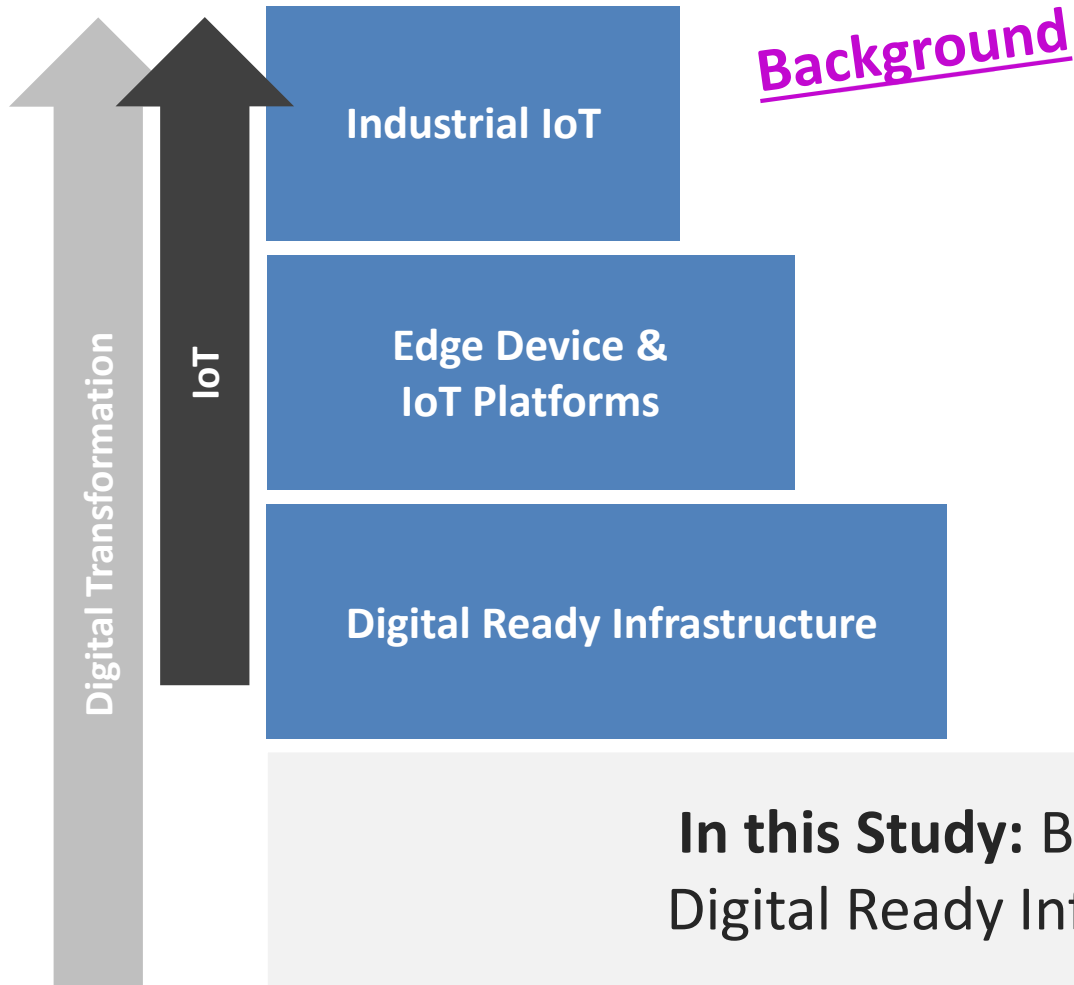 Background
Industrial IoT
Edge Device &
IoT Platforms
Digital Ready Infrastructure
Digital Transformation
IoT
In this Study:
Digital Ready